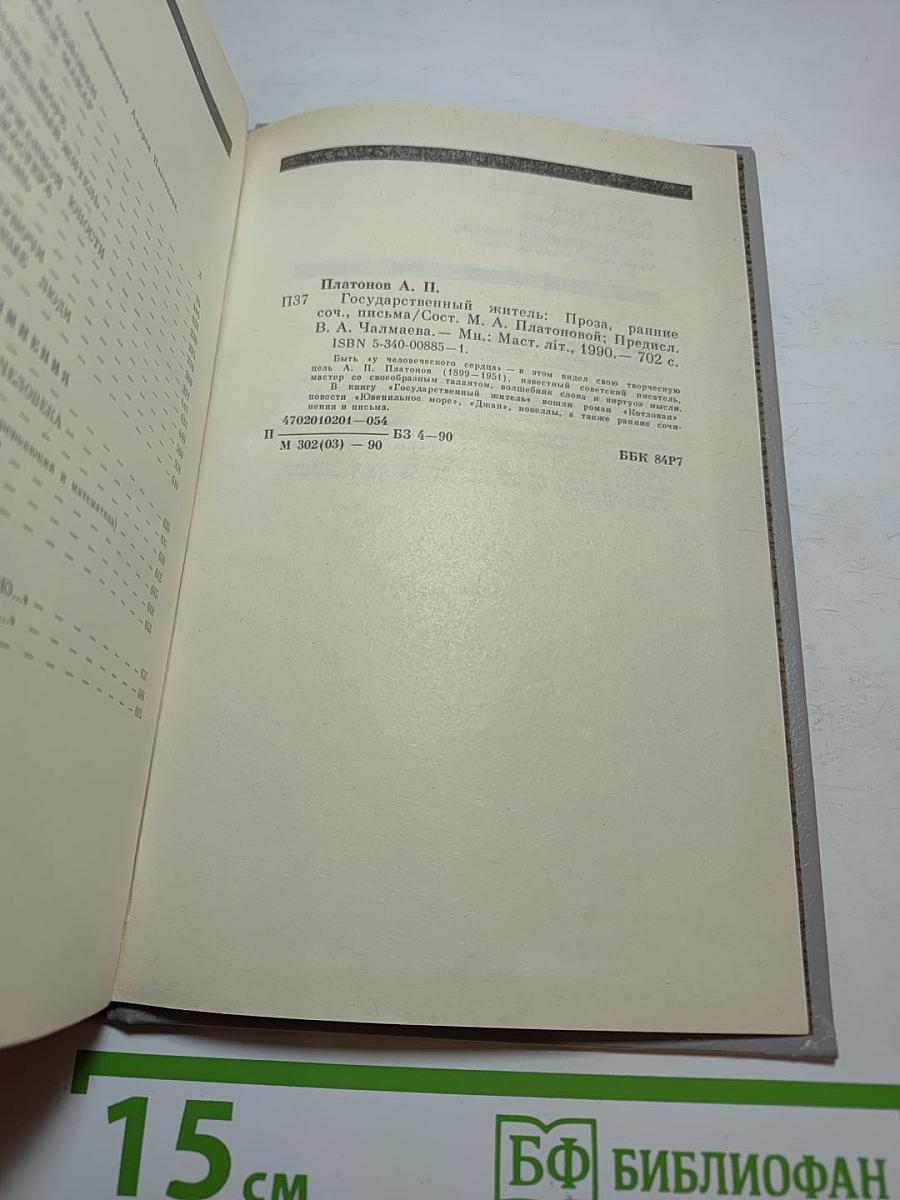 ЮНОСТИ
ЛЮДИ
ЧЕЛОВЕКА
Платонов А. П.
П37 Государственный житель: Проза, ранние
соч., письма/Сост. М. А. Платоновой; Предисл.
В. А. Чалмаева.— Мн.: Маст. літ., 1990.— 702 с.
ISBN 5-340-00885—1.
Быть «у человеческого сердца» — в этом видел свою творческую
цель А. П. Платонов (1899—1951), известный советский писатель,
мастер со своеобразным талантом, волшебник слова и виртуоз мысли.
В книгу «Государственный житель» вошли роман «Котлован»
повести «Ювенильное море», «Джан», новеллы, а также ранние сочи-
нения и письма.
4702010201—054
П БЗ 4—90
М 302(03) — 90
ББК 84Р7
15 см
БФ БИБЛИОФАН